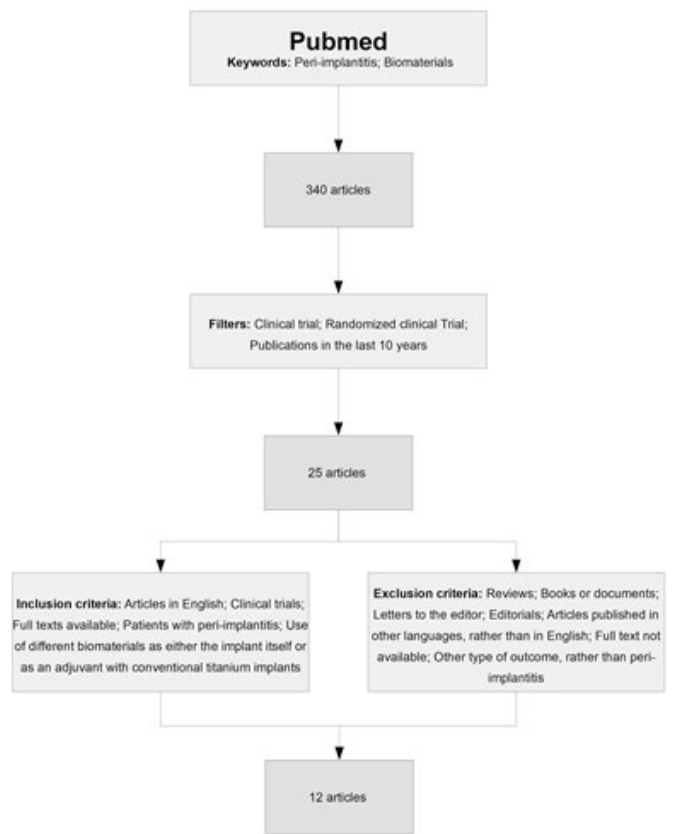 Pubmed
Keywords: Peri-implantitis; Biomaterials
340 articles
Filters: Clinical trial; Randomized clinical Trial;
Publications in the last 10 years
25 articles
Inclusion criteria: Articles in English; Clinical trials;
Full texts available; Patients with peri-implantitis; Use
of different biomaterials as either the implant itself or
as an adjuvant with conventional titanium implants
Exclusion criteria: Reviews; Books or documents;
Letters to the editor; Editorials; Articles published in
other languages, rather than in English; Full text not
available; Other type of outcome, rather than peri-
implantitis
12 articles